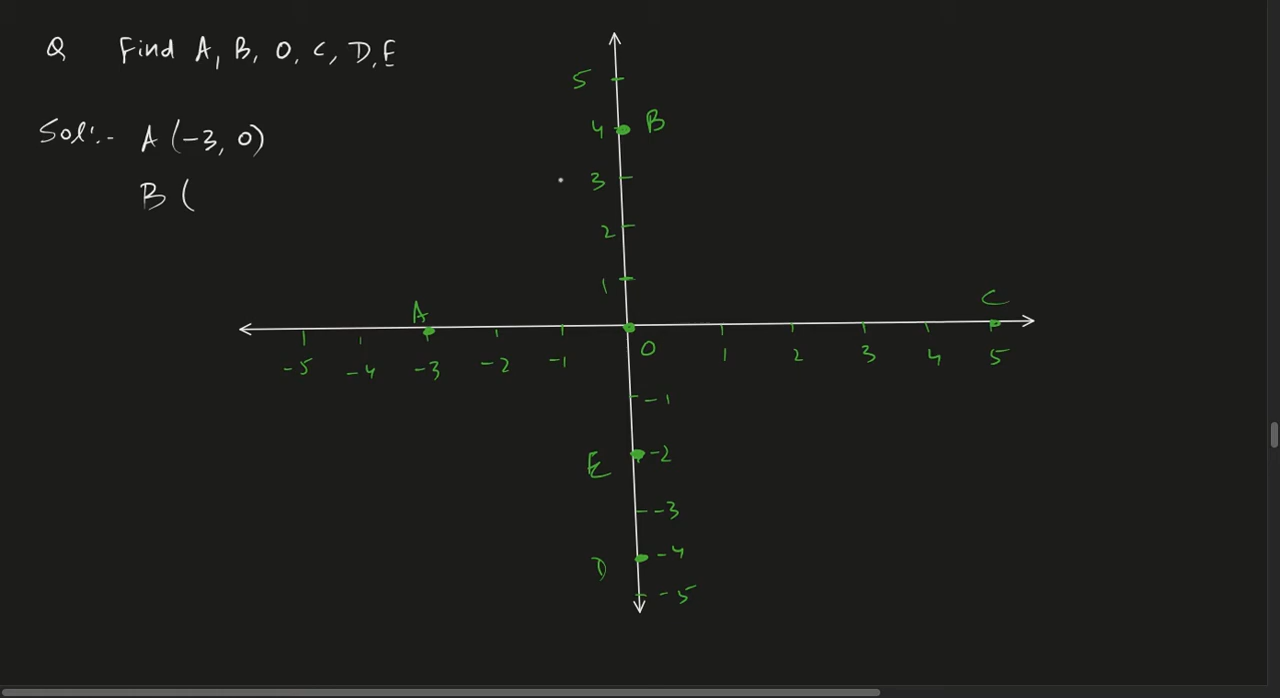 Q Find A, B, O, C, D, E
Sol:- A (-3, 0)
B (
5
4 B
3
2
1
A
C
-5 -4 -3 -2 -1 O 1 2 3 4 5
-1
E -2
-3
D -4
-5